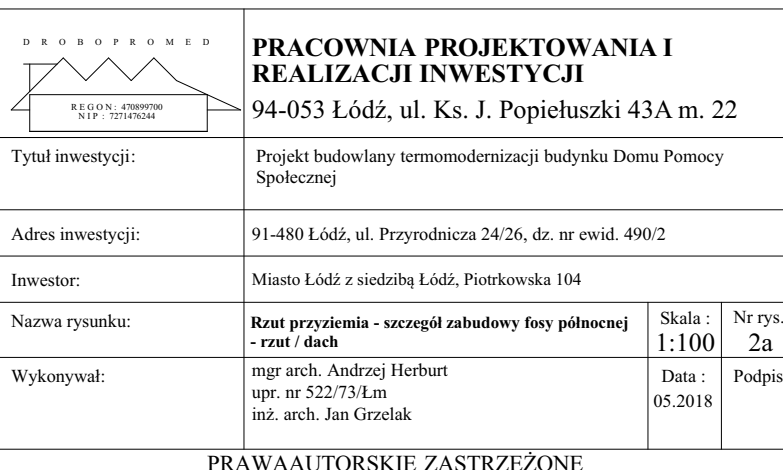 D R O B O P R O M E D
REGON: 470899700
NIP : 7271476244
PRACOWNIA PROJEKTOWANIA I
REALIZACJI INWESTYCJI
94-053 Łódź, ul. Ks. J. Popiełuszki 43A m. 22
Tytuł inwestycji:
Projekt budowlany termomodernizacji budynku Domu Pomocy
Społecznej
Adres inwestycji:
91-480 Łódź, ul. Przyrodnicza 24/26, dz. nr ewid. 490/2
Inwestor:
Miasto Łódź z siedzibą Łódź, Piotrkowska 104
Nazwa rysunku:
Rzut przyziemia - szczegół zabudowy fosy północnej
- rzut / dach
Skala :
1:100
Nr rys.
2a
Wykonywał:
mgr arch. Andrzej Herburt
upr. nr 522/73/Łm
inż. arch. Jan Grzelak
Data :
05.2018
Podpis
PRAWAAUTORSKIE ZASTRZEŻONE